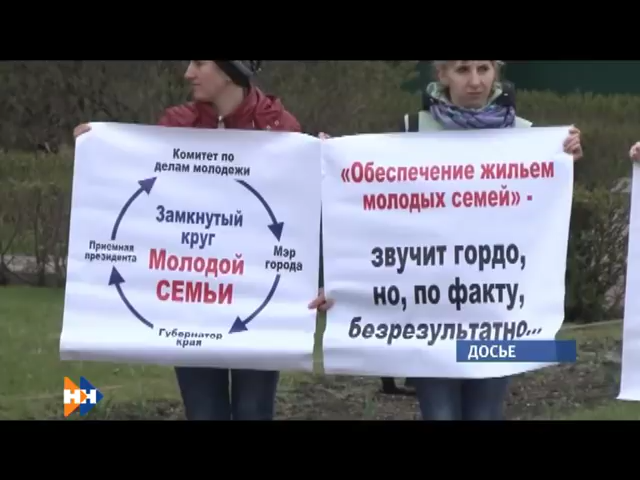 Комитет по
делам молодежи
Замкнутый
круг
Молодой
СЕМЬИ
Мэр
города
Губернатор
края
Приемная
президента
«Обеспечение жильем
молодых семей» -
звучит гордо,
но, по факту,
безрезультатно...
ДОСЬЕ
НН